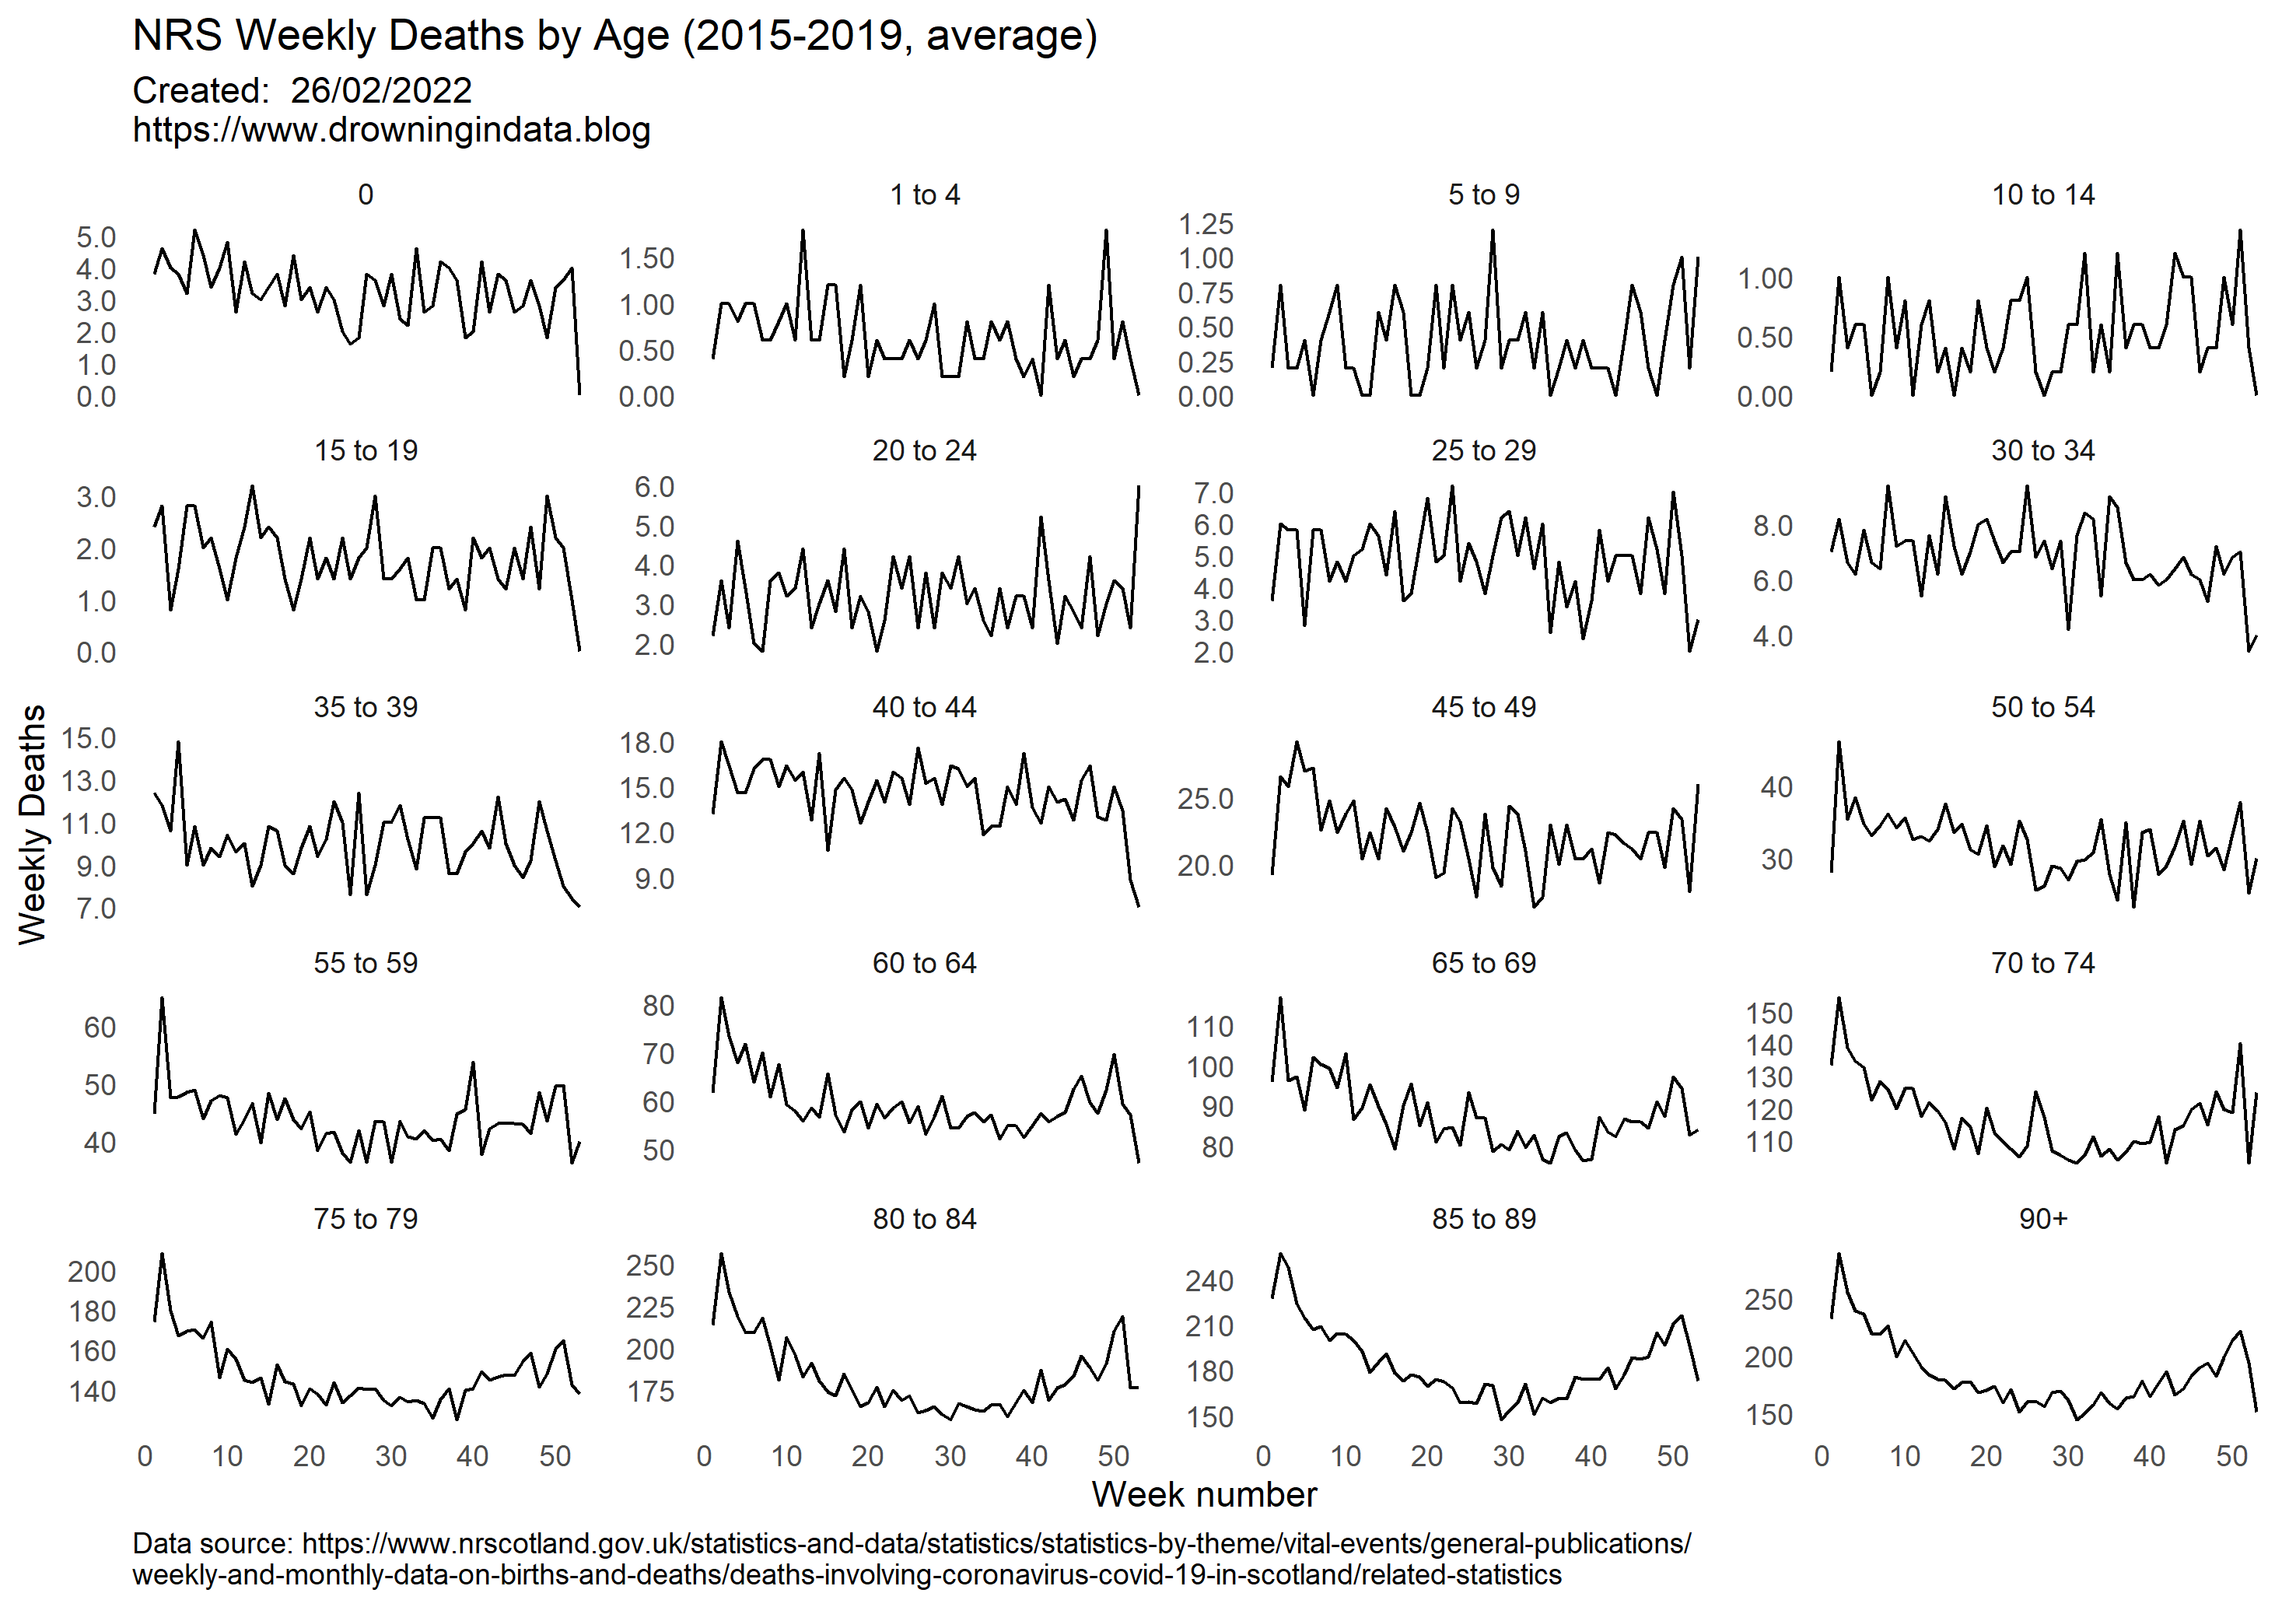 NRS Weekly Deaths by Age (2015-2019, average)
Created:  26/02/2022
https://www.drowningindata.blog
0
1 to 4
5 to 9
10 to 14
5.0
4.0
3.0
2.0
1.0
0.0
1.50
1.00
0.50
0.00
1.25
1.00
0.75
0.50
0.25
0.00
1.00
0.50
0.00
15 to 19
20 to 24
25 to 29
30 to 34
3.0
2.0
1.0
0.0
6.0
5.0
4.0
3.0
2.0
7.0
6.0
5.0
4.0
3.0
2.0
8.0
6.0
4.0
Weekly Deaths
35 to 39
40 to 44
45 to 49
50 to 54
15.0
13.0
11.0
9.0
7.0
18.0
15.0
12.0
9.0
25.0
20.0
40
30
55 to 59
60 to 64
65 to 69
70 to 74
60
50
40
80
70
60
50
110
100
90
80
150
140
130
120
110
75 to 79
80 to 84
85 to 89
90+
200
180
160
140
250
225
200
175
240
210
180
150
250
200
150
0 10 20 30 40 50
0 10 20 30 40 50
0 10 20 30 40 50
0 10 20 30 40 50
Week number
Data source: https://www.nrscotland.gov.uk/statistics-and-data/statistics/statistics-by-theme/vital-events/general-publications/
weekly-and-monthly-data-on-births-and-deaths/deaths-involving-coronavirus-covid-19-in-scotland/related-statistics